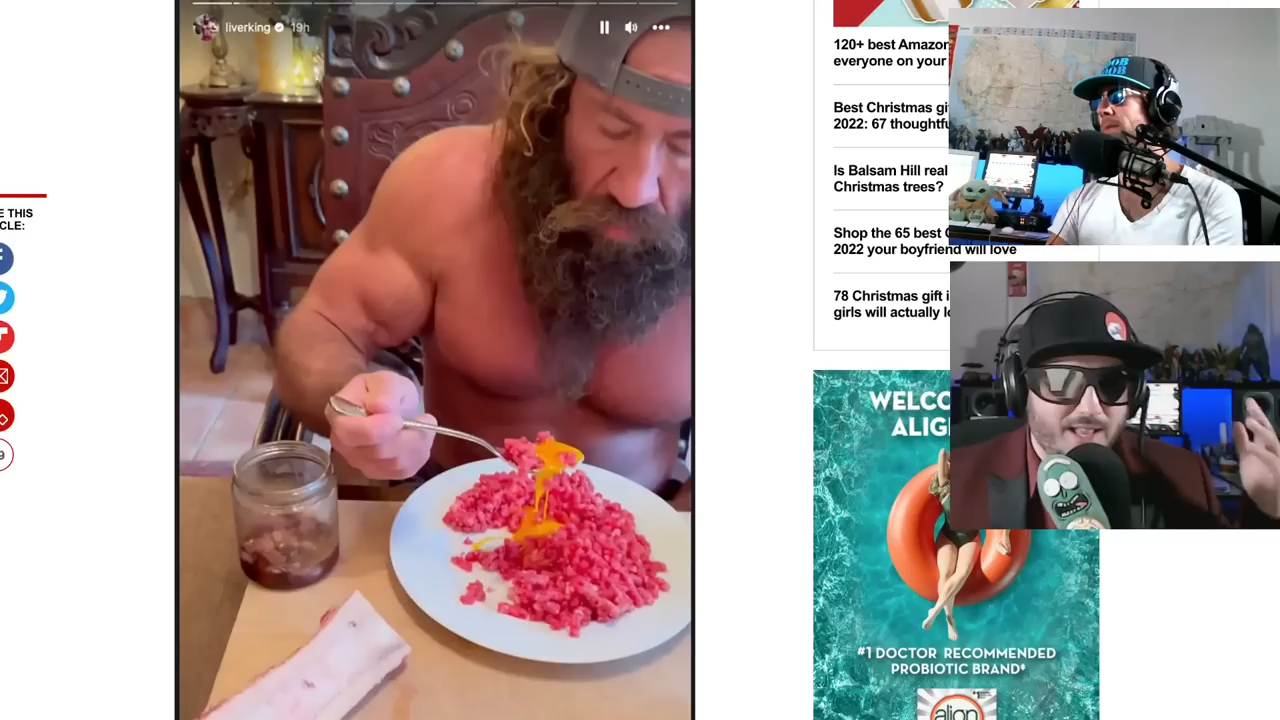 liverking 19h
E THIS
CLE:
120+ best Amazon
everyone on your
Best Christmas gi
2022: 67 thoughtfu
Is Balsam Hill real
Christmas trees?
Shop the 65 best
2022 your boyfriend will love
78 Christmas gift i
girls will actually lo
WELCO
ALIG
#1 DOCTOR RECOMMENDED
PROBIOTIC BRAND*
align